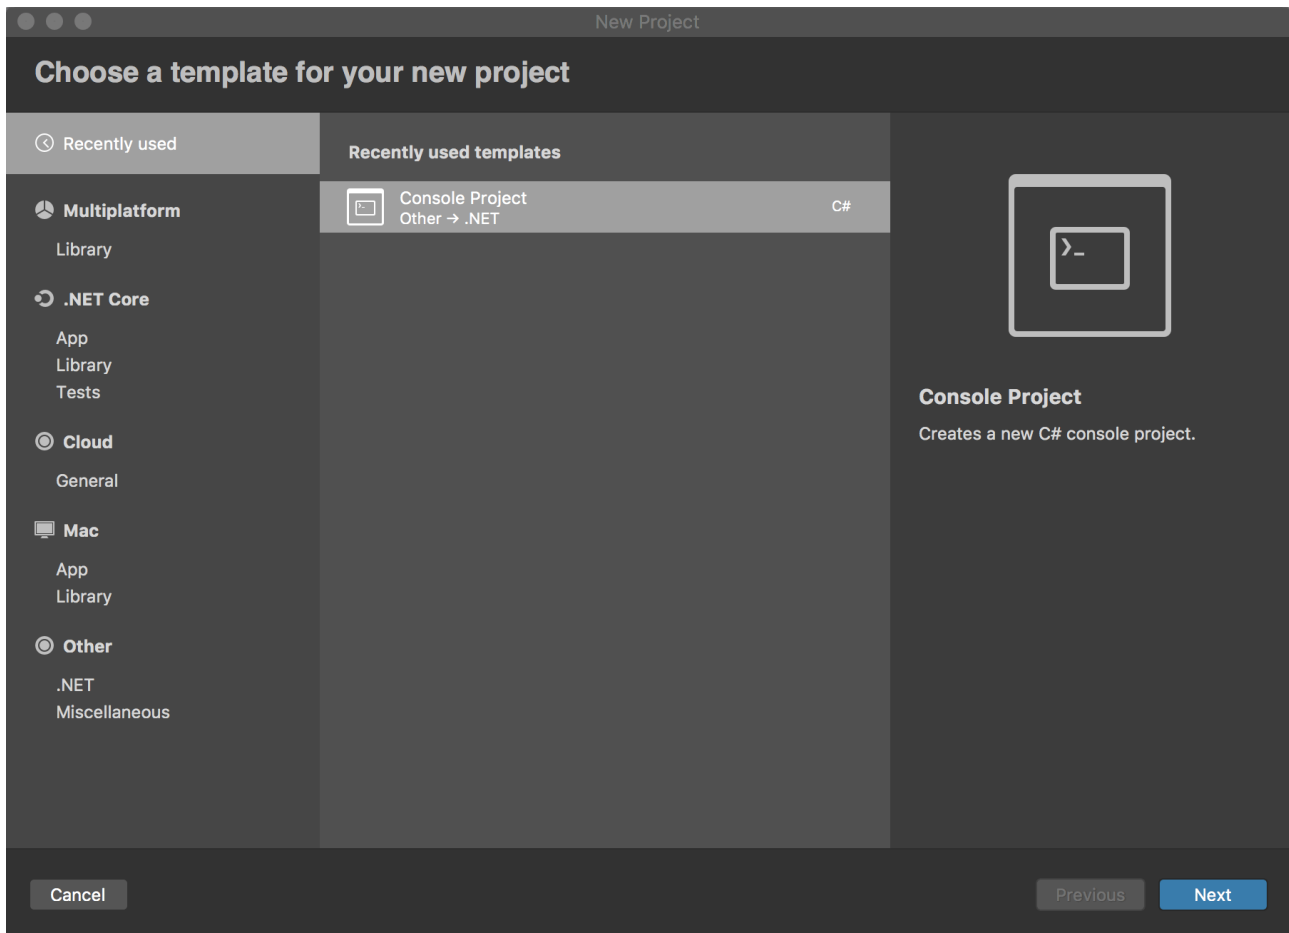 New Project
Choose a template for your new project
Recently used
Multiplatform
Library
.NET Core
App
Library
Tests
Cloud
General
Mac
App
Library
Other
.NET
Miscellaneous
Recently used templates
Console Project
Other → .NET
C#
Console Project
Creates a new C# console project.
Cancel
Previous
Next